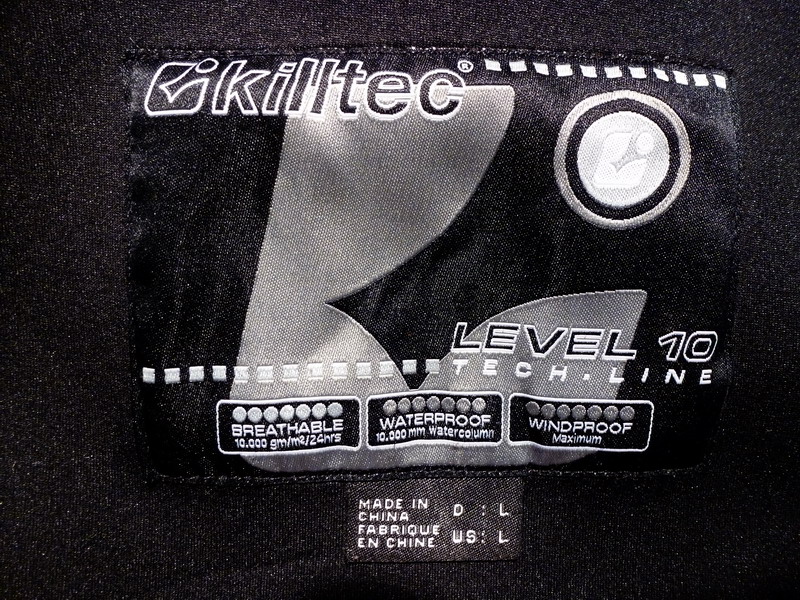 killtec®
LEVEL 10
TECH-LINE
BREATHABLE
10.000 gm/m²/24hrs
WATERPROOF
10.000 mm Watercolumn
WINDPROOF
Maximum
MADE IN
CHINA
FABRIQUE
EN CHINE
D : L
US: L